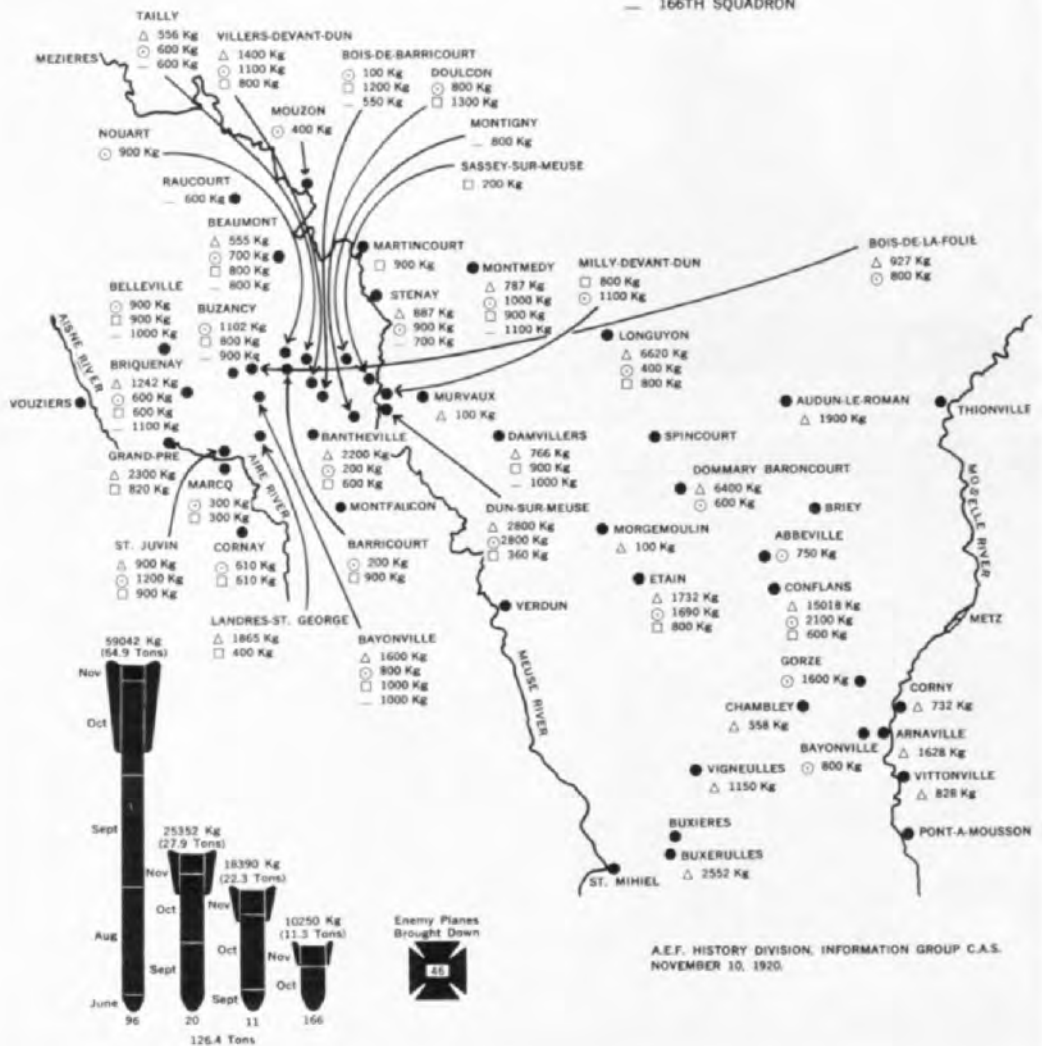 — 166TH SQUADRON
TAILLY
△ 556 Kg
⊙ 600 Kg
— 600 Kg
VILLERS-DEVANT-DUN
△ 1400 Kg
⊙ 1100 Kg
□ 800 Kg
BOIS-DE-BARRICOURT
⊙ 100 Kg
□ 1200 Kg
— 550 Kg
DOULCON
⊙ 800 Kg
□ 1300 Kg
MEZIERES
MOUZON
⊙ 400 Kg
MONTIGNY
— 800 Kg
NOUART
⊙ 900 Kg
SASSEY-SUR-MEUSE
□ 200 Kg
RAUCOURT
— 600 Kg
BEAUMONT
△ 555 Kg
⊙ 700 Kg
□ 800 Kg
— 800 Kg
MARTINCOURT
□ 900 Kg
MONTMEDY
△ 787 Kg
⊙ 1000 Kg
□ 900 Kg
— 1100 Kg
MILLY-DEVANT-DUN
□ 800 Kg
⊙ 1100 Kg
BOIS-DE-LA-FOLIE
△ 927 Kg
⊙ 800 Kg
BELLEVILLE
⊙ 900 Kg
□ 900 Kg
— 1000 Kg
BUZANCY
⊙ 1102 Kg
□ 800 Kg
— 900 Kg
STENAY
△ 887 Kg
⊙ 900 Kg
— 700 Kg
LONGUYON
△ 6620 Kg
⊙ 400 Kg
□ 800 Kg
AISNE RIVER
BRIQUENAY
△ 1242 Kg
⊙ 600 Kg
□ 600 Kg
— 1100 Kg
VOUZIERS
MURVAUX
△ 100 Kg
AUDUN-LE-ROMAN
△ 1900 Kg
THIONVILLE
GRAND-PRE
△ 2300 Kg
□ 820 Kg
BANTHEVILLE
△ 2200 Kg
⊙ 200 Kg
□ 600 Kg
DAMVILLERS
△ 766 Kg
□ 900 Kg
— 1000 Kg
SPINCOURT
MARCQ
⊙ 300 Kg
□ 300 Kg
AIRE RIVER
MONTFALICON
DUN-SUR-MEUSE
△ 2800 Kg
⊙ 2800 Kg
□ 360 Kg
DOMMARY BARONCOURT
△ 6400 Kg
⊙ 600 Kg
BRIEY
MOSELLE RIVER
ST. JUVIN
△ 900 Kg
⊙ 1200 Kg
□ 900 Kg
CORNAY
⊙ 610 Kg
□ 610 Kg
BARRICOURT
⊙ 200 Kg
□ 900 Kg
MORGEMOULIN
△ 100 Kg
ABBEVILLE
⊙ 750 Kg
ETAIN
△ 1732 Kg
⊙ 1690 Kg
□ 800 Kg
CONFLANS
△ 15018 Kg
⊙ 2100 Kg
□ 600 Kg
VERDUN
METZ
LANDRES-ST. GEORGE
△ 1865 Kg
□ 400 Kg
BAYONVILLE
△ 1600 Kg
⊙ 800 Kg
□ 1000 Kg
— 1000 Kg
MEUSE RIVER
GORZE
⊙ 1600 Kg
CHAMBLEY
△ 558 Kg
CORNY
△ 732 Kg
BAYONVILLE
⊙ 800 Kg
ARNAVILLE
△ 1628 Kg
VIGNEULLES
△ 1150 Kg
VITTONVILLE
△ 828 Kg
BUXIERES
PONT-A-MOUSSON
BUXERULLES
△ 2552 Kg
ST. MIHIEL
59042 Kg
(64.9 Tons)
Nov
Oct
Sept
Aug
June
96
25352 Kg
(27.9 Tons)
Nov
Oct
Sept
20
18390 Kg
(22.3 Tons)
Nov
Oct
Sept
11
10250 Kg
(11.3 Tons)
Nov
Oct
166
126.4 Tons
Enemy Planes
Brought Down
46
A.E.F. HISTORY DIVISION, INFORMATION GROUP C.A.S.
NOVEMBER 10, 1920.